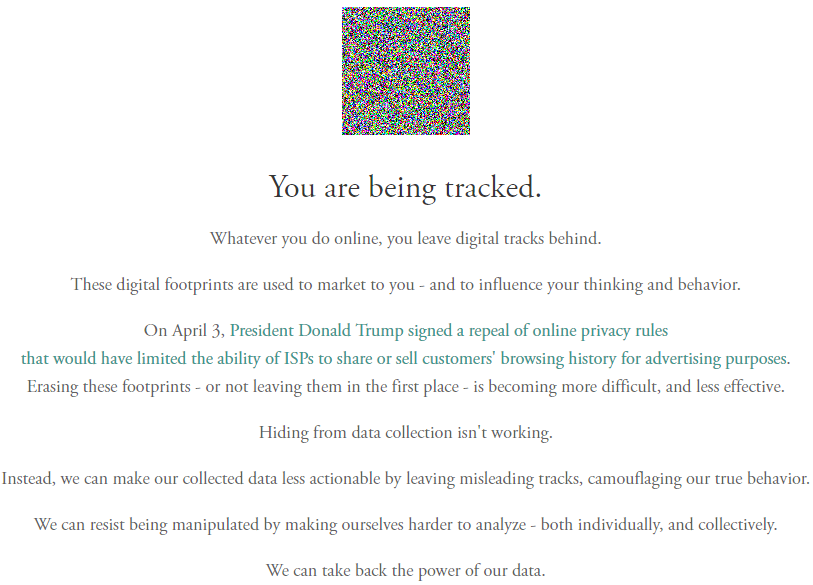 You are being tracked.
Whatever you do online, you leave digital tracks behind.
These digital footprints are used to market to you - and to influence your thinking and behavior.
On April 3, President Donald Trump signed a repeal of online privacy rules
that would have limited the ability of ISPs to share or sell customers' browsing history for advertising purposes.
Erasing these footprints - or not leaving them in the first place - is becoming more difficult, and less effective.
Hiding from data collection isn't working.
Instead, we can make our collected data less actionable by leaving misleading tracks, camouflaging our true behavior.
We can resist being manipulated by making ourselves harder to analyze - both individually, and collectively.
We can take back the power of our data.